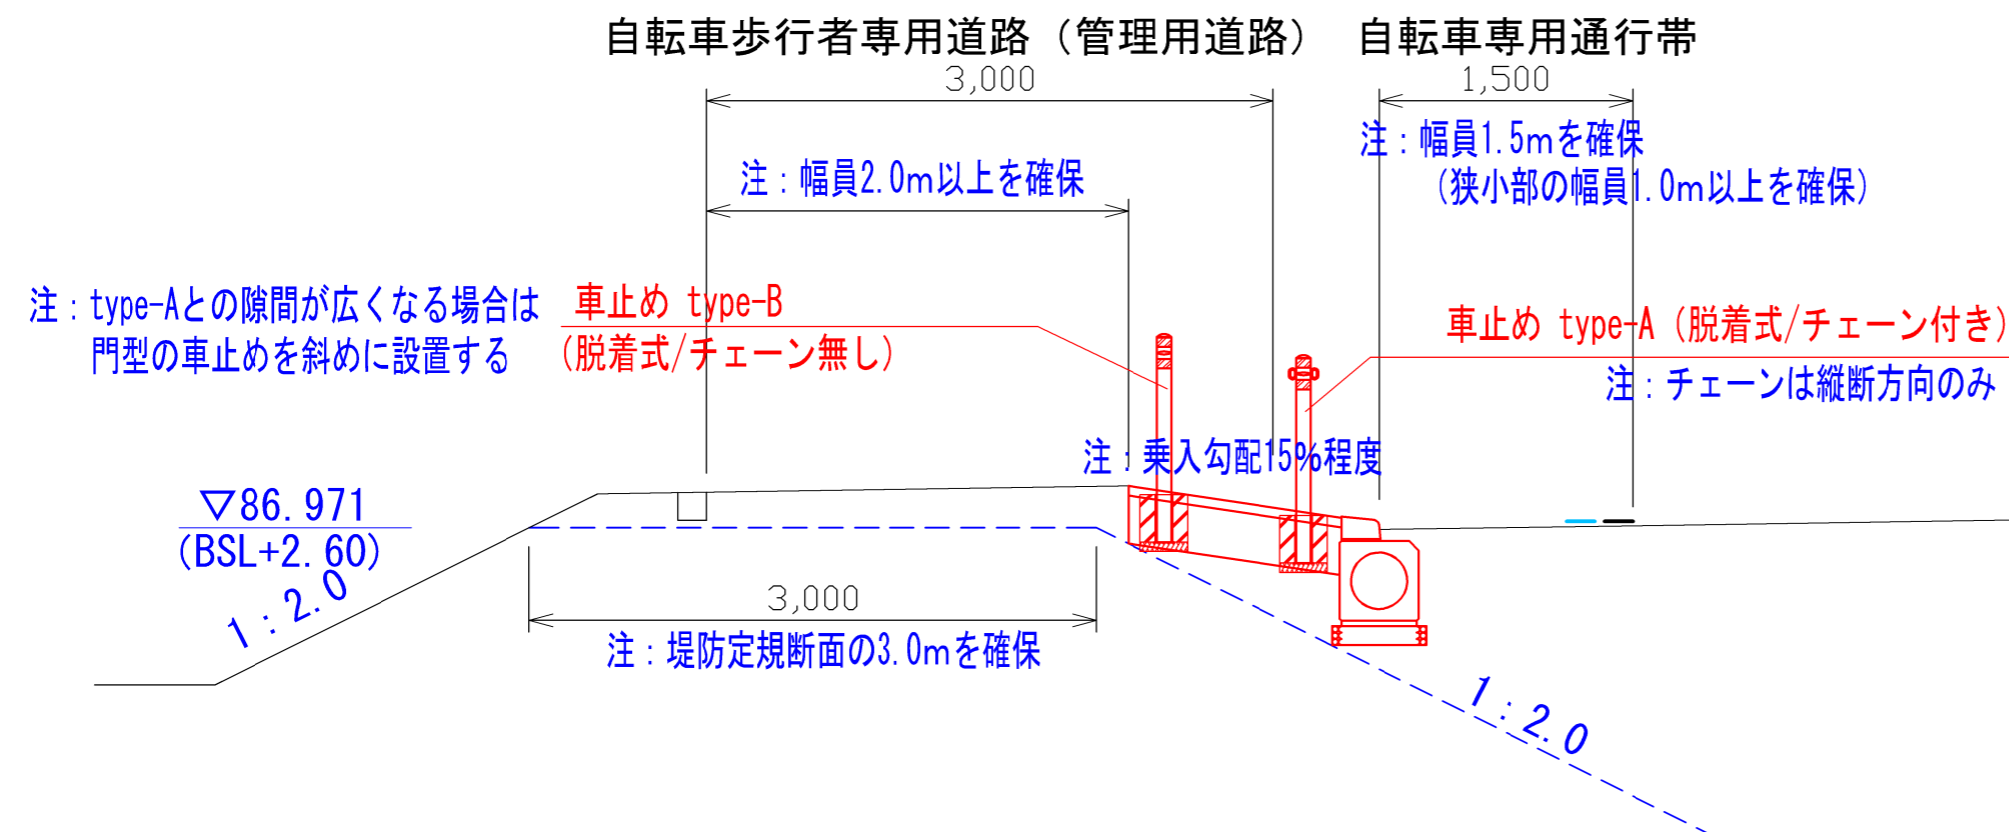 自転車歩行者専用道路（管理用道路）　自転車専用通行帯
3,000
1,500
注：幅員2.0m以上を確保
注：幅員1.5mを確保
（狭小部の幅員1.0m以上を確保）
注：type-Aとの隙間が広くなる場合は
門型の車止めを斜めに設置する
車止め type-B
(脱着式/チェーン無し)
車止め type-A（脱着式/チェーン付き）
注：チェーンは縦断方向のみ
注：乗入勾配15%程度
▽86.971
(BSL+2.60)
1:2.0
3,000
注：堤防定規断面の3.0mを確保
1:2.0